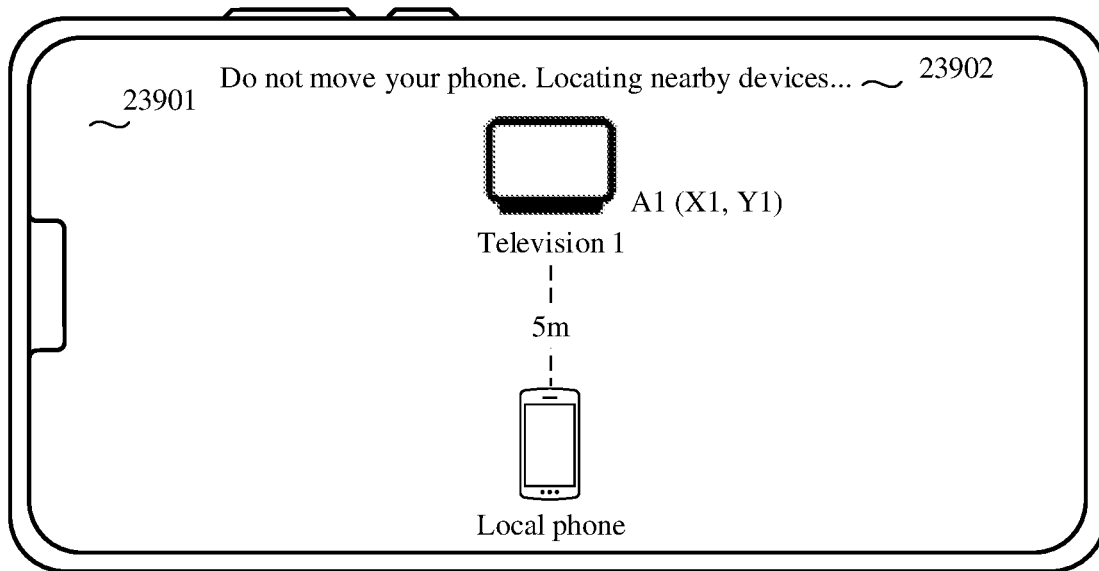 Do not move your phone. Locating nearby devices...
23902
23901
A1 (X1, Y1)
Television 1
5m
Local phone